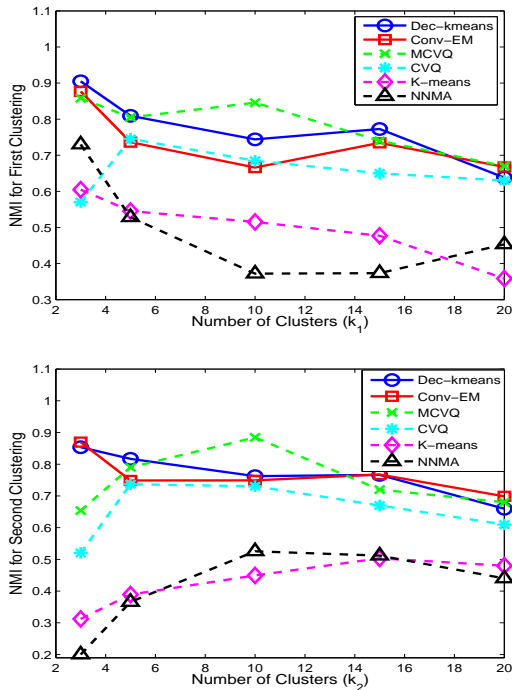 1.1
1
0.9
0.8
0.7
0.6
0.5
0.4
0.3
2 4 6 8 10 12 14 16 18 20
Number of Clusters (k₁)
NMI for First Clustering
Dec−kmeans
Conv−EM
MCVQ
CVQ
K−means
NNMA
1.1
1
0.9
0.8
0.7
0.6
0.5
0.4
0.3
0.2
2 4 6 8 10 12 14 16 18 20
Number of Clusters (k₂)
NMI for Second Clustering
Dec−kmeans
Conv−EM
MCVQ
CVQ
K−means
NNMA